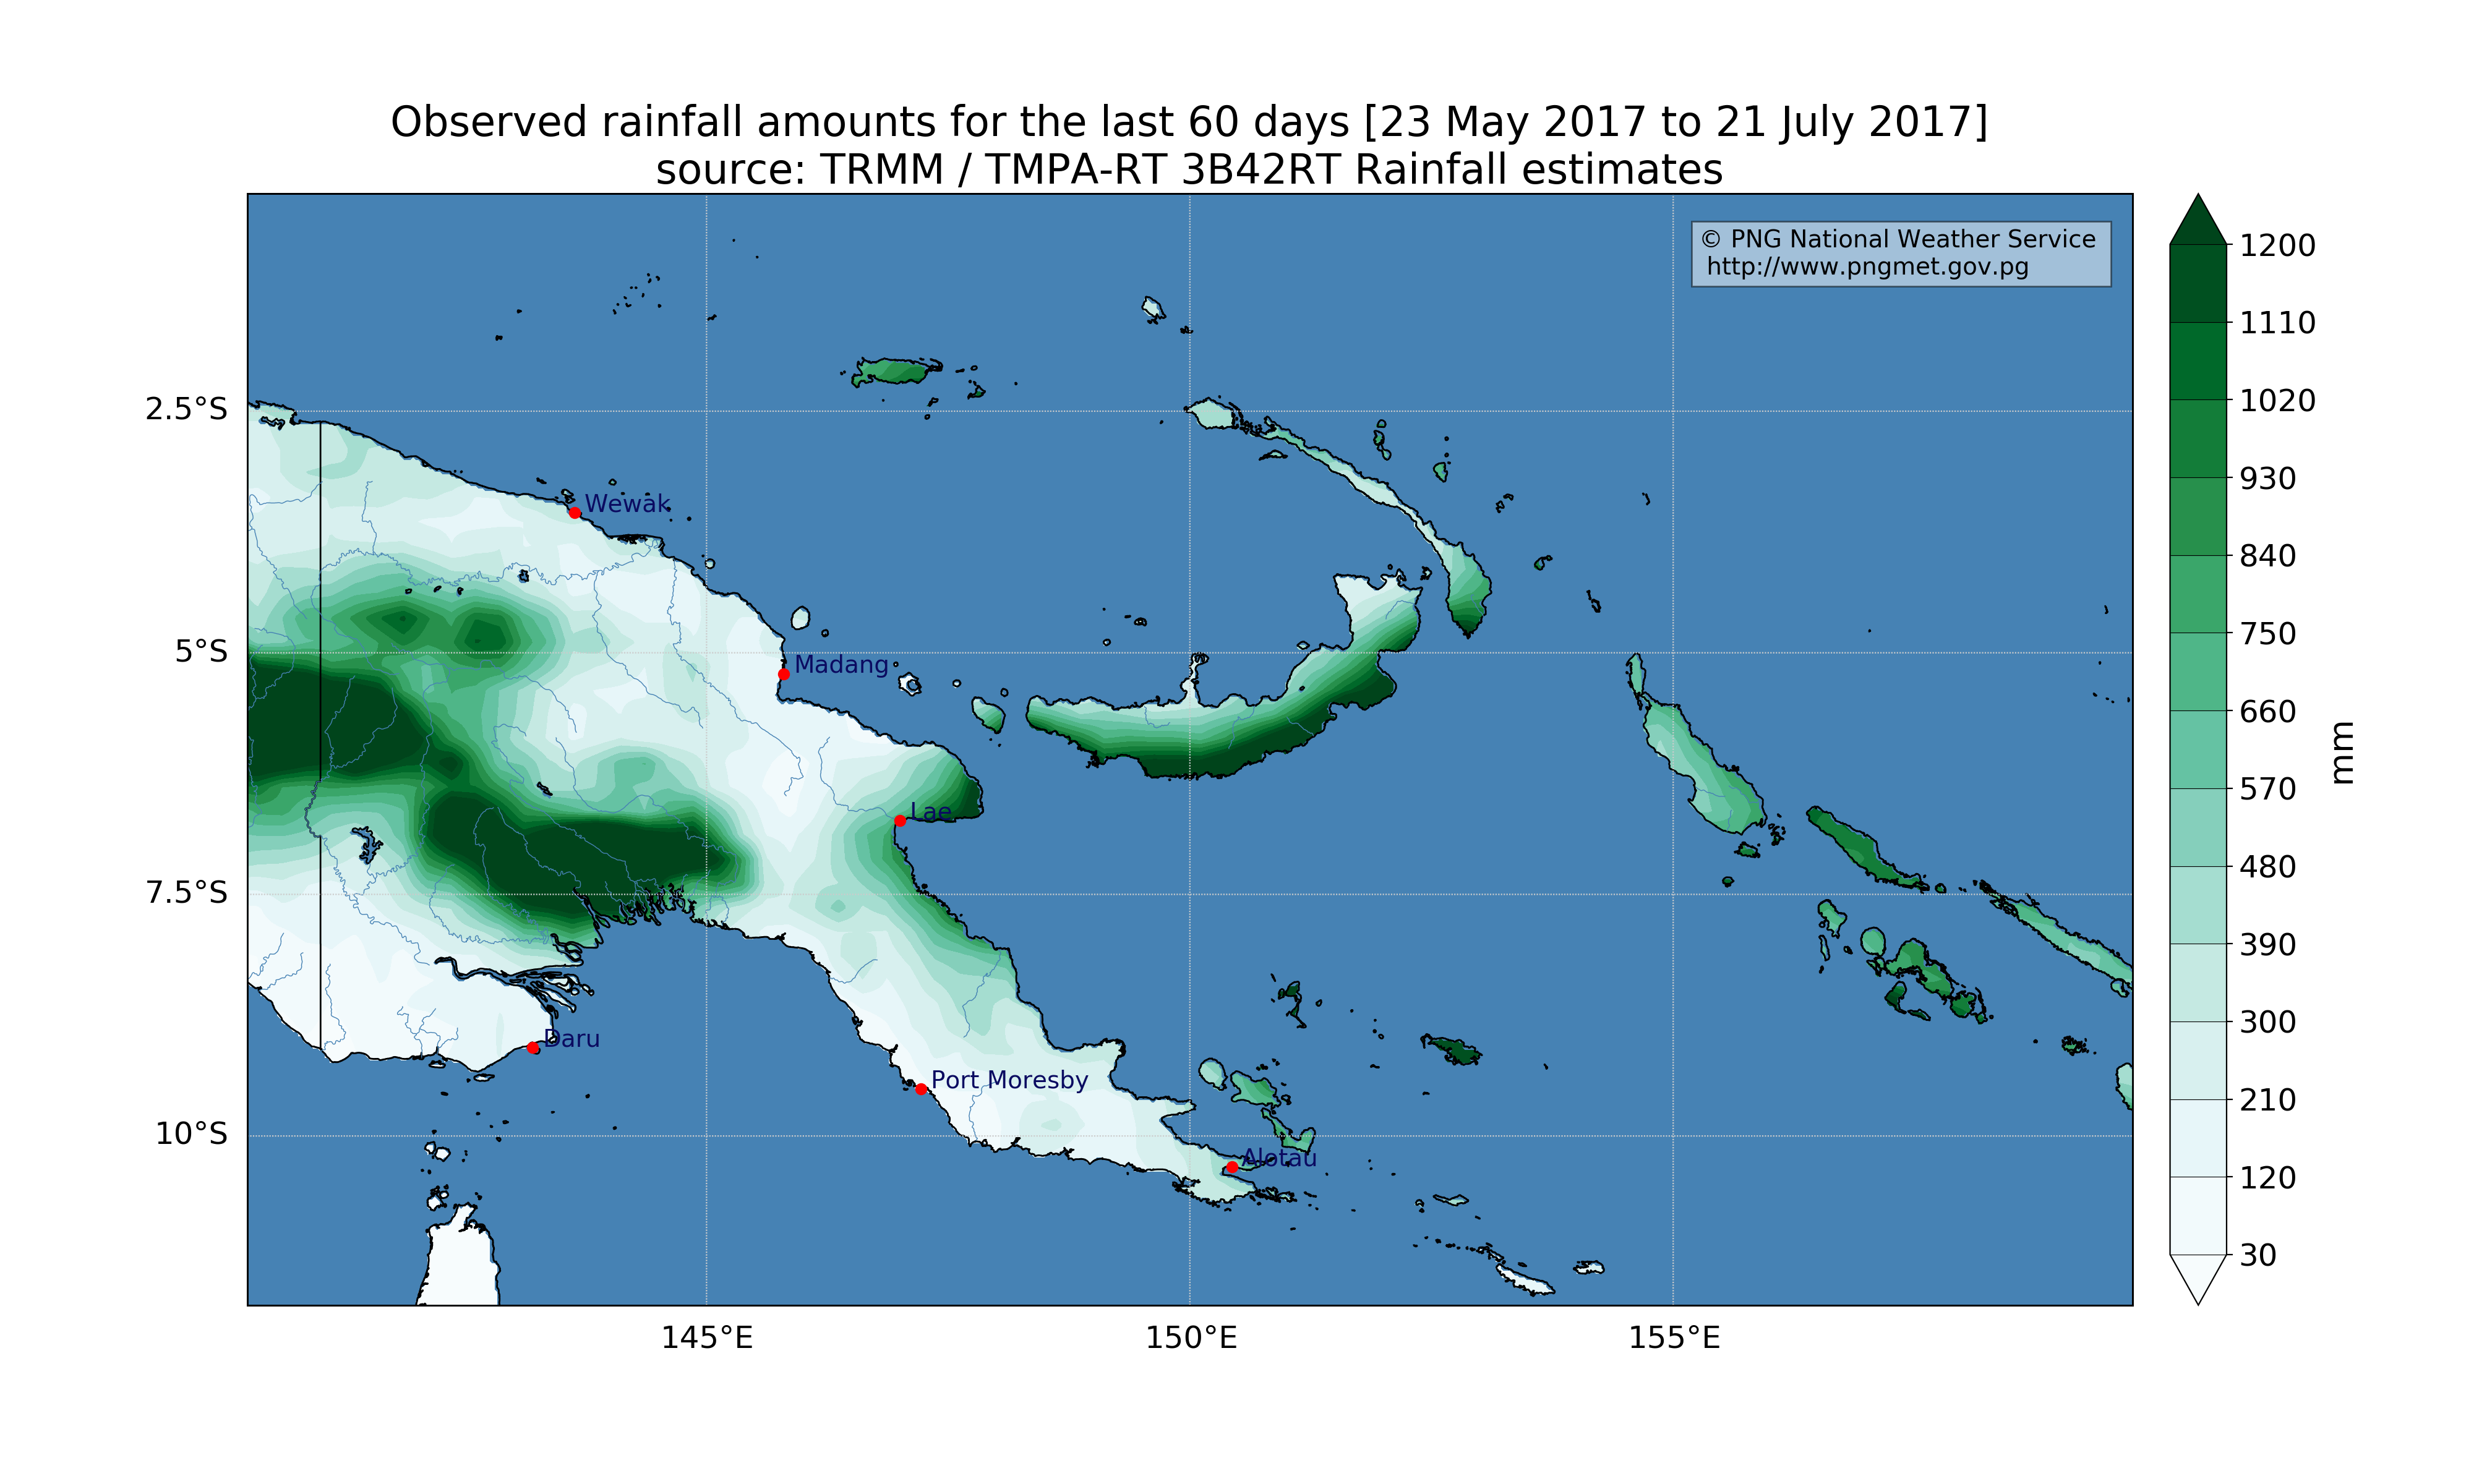 Observed rainfall amounts for the last 60 days [23 May 2017 to 21 July 2017]
source: TRMM / TMPA-RT 3B42RT Rainfall estimates
© PNG National Weather Service
http://www.pngmet.gov.pg
1200
1110
1020
930
840
750
660
570
480
390
300
210
120
30
mm
2.5°S
5°S
7.5°S
10°S
Wewak
Madang
Lae
Daru
Port Moresby
Alotau
145°E
150°E
155°E